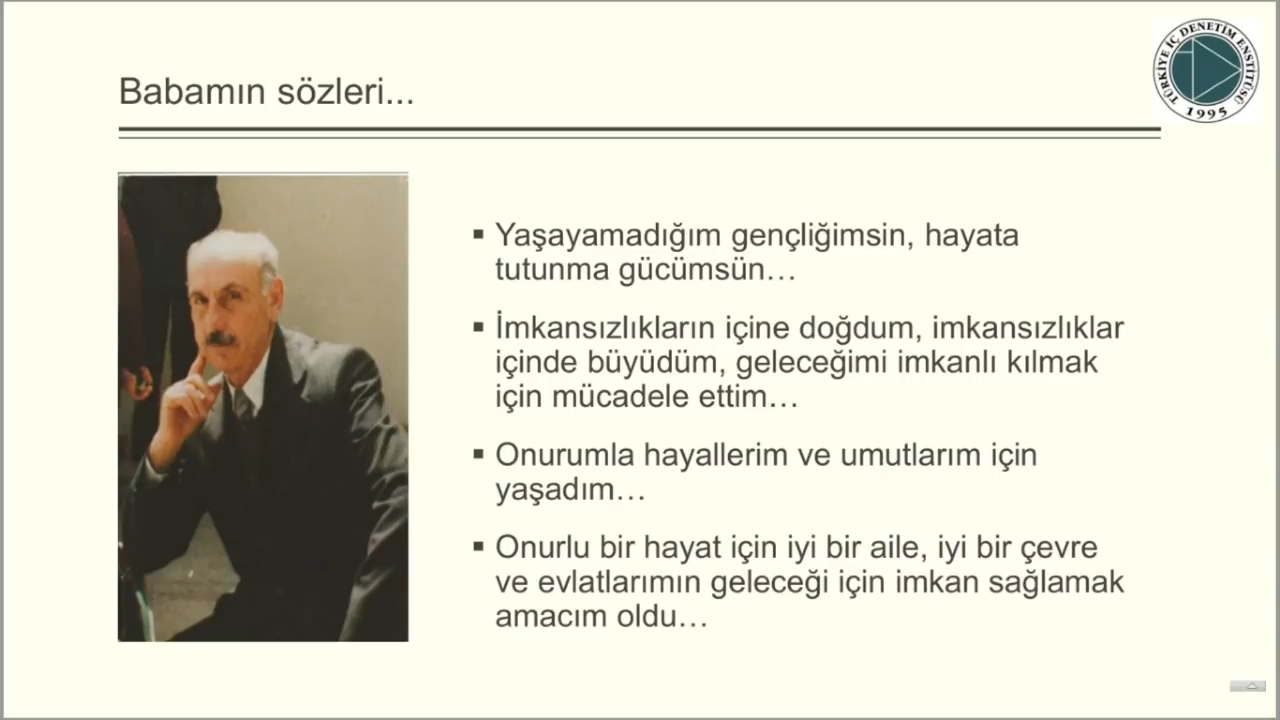 TÜRKİYE İÇ DENETİM ENSTİTÜSÜ
1995
Babamın sözleri...
▪ Yaşayamadığım gençliğimsin, hayata
tutunma gücümsün…
▪ İmkansızlıkların içine doğdum, imkansızlıklar
içinde büyüdüm, geleceğimi imkanlı kılmak
için mücadele ettim…
▪ Onurumla hayallerim ve umutlarım için
yaşadım…
▪ Onurlu bir hayat için iyi bir aile, iyi bir çevre
ve evlatlarımın geleceği için imkan sağlamak
amacım oldu…